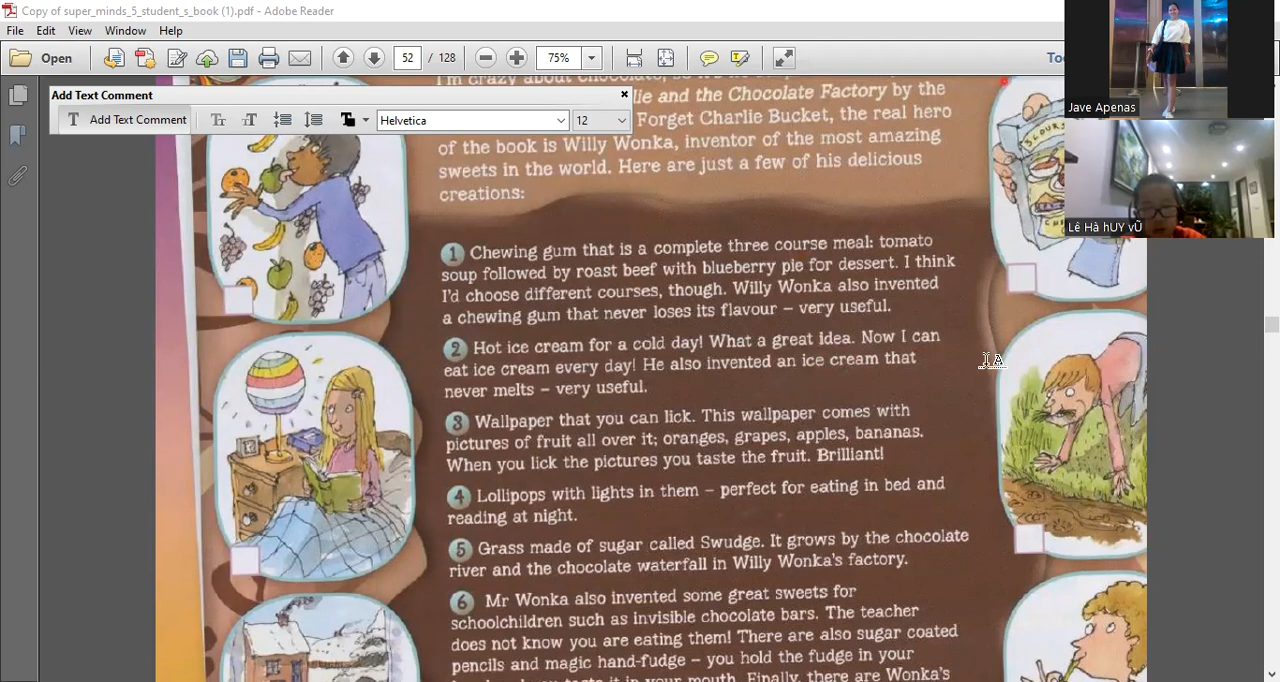 Copy of super_minds_5_student_s_book (1).pdf - Adobe Reader
File Edit View Window Help
Open 52 / 128 75%
Jave Apenas
Lê Hà hUY vŨ
Add Text Comment
Add Text Comment Helvetica 12
I'm crazy about chocolate,
lie and the Chocolate Factory by the
Forget Charlie Bucket, the real hero
of the book is Willy Wonka, inventor of the most amazing
sweets in the world. Here are just a few of his delicious
creations:
1 Chewing gum that is a complete three course meal: tomato
soup followed by roast beef with blueberry pie for dessert. I think
I'd choose different courses, though. Willy Wonka also invented
a chewing gum that never loses its flavour – very useful.
2 Hot ice cream for a cold day! What a great idea. Now I can
eat ice cream every day! He also invented an ice cream that
never melts – very useful.
3 Wallpaper that you can lick. This wallpaper comes with
pictures of fruit all over it; oranges, grapes, apples, bananas.
When you lick the pictures you taste the fruit. Brilliant!
4 Lollipops with lights in them – perfect for eating in bed and
reading at night.
5 Grass made of sugar called Swudge. It grows by the chocolate
river and the chocolate waterfall in Willy Wonka's factory.
6 Mr Wonka also invented some great sweets for
schoolchildren such as invisible chocolate bars. The teacher
does not know you are eating them! There are also sugar coated
pencils and magic hand-fudge – you hold the fudge in your
taste it in your mouth. Finally, there are Wonka's